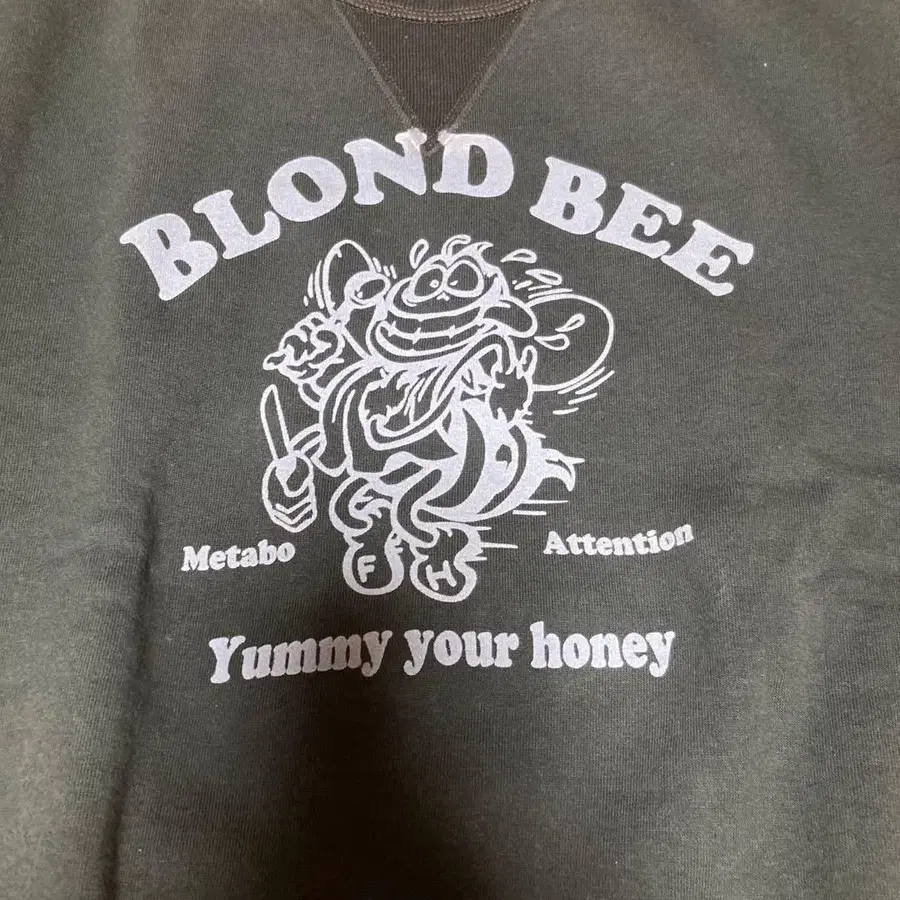 BLOND BEE
Metabo
Attention
F H
Yummy your honey